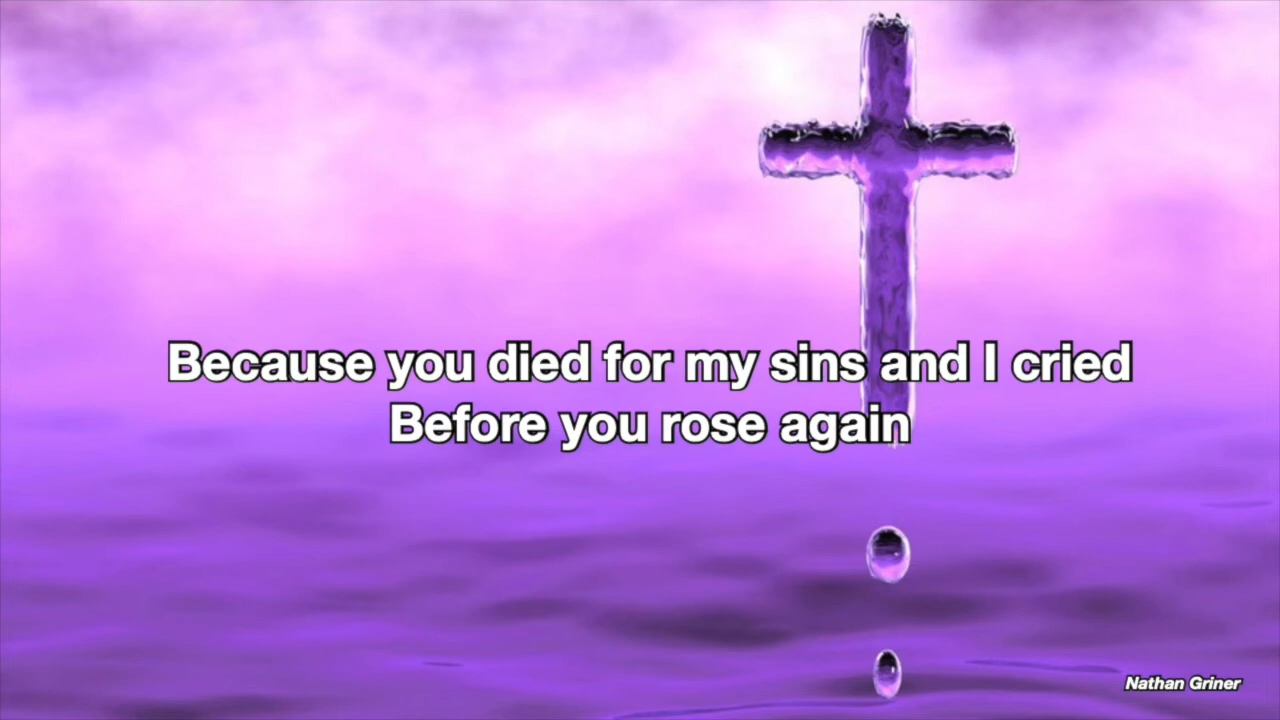 Because you died for my sins and I cried
Before you rose again
Nathan Griner